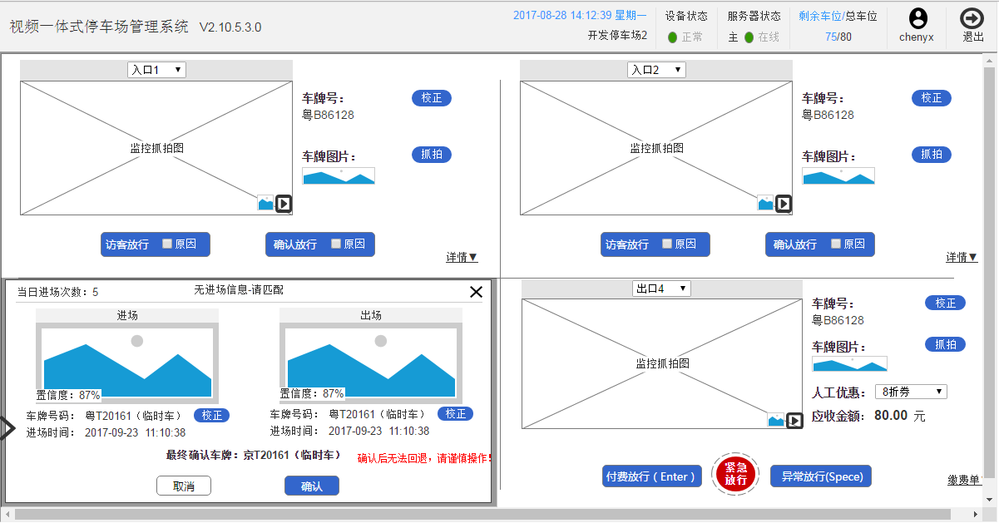 视频一体式停车场管理系统 V2.10.5.3.0
2017-08-28 14:12:39 星期一
开发停车场2
设备状态
正常
服务器状态
主 在线
剩余车位/总车位
75/80
chenyx
退出
入口1
监控抓拍图
车牌号：
校正
粤B86128
车牌图片：
抓拍
访客放行 原因
确认放行 原因
详情▼
入口2
监控抓拍图
车牌号：
校正
粤B86128
车牌图片：
抓拍
访客放行 原因
确认放行 原因
详情▼
当日进场次数：5
无进场信息-请匹配
进场
置信度：87%
车牌号码： 粤T20161（临时车）
校正
进场时间： 2017-09-23 11:10:38
出场
置信度：87%
车牌号码： 粤T20161（临时车）
校正
进场时间： 2017-09-23 11:10:38
最终确认车牌：京T20161（临时车）
确认后无法回退，请谨慎操作！
取消
确认
出口4
监控抓拍图
车牌号：
校正
粤B86128
车牌图片：
抓拍
人工优惠： 8折券
应收金额： 80.00 元
付费放行（Enter）
紧急
放行
异常放行(Spece)
缴费单